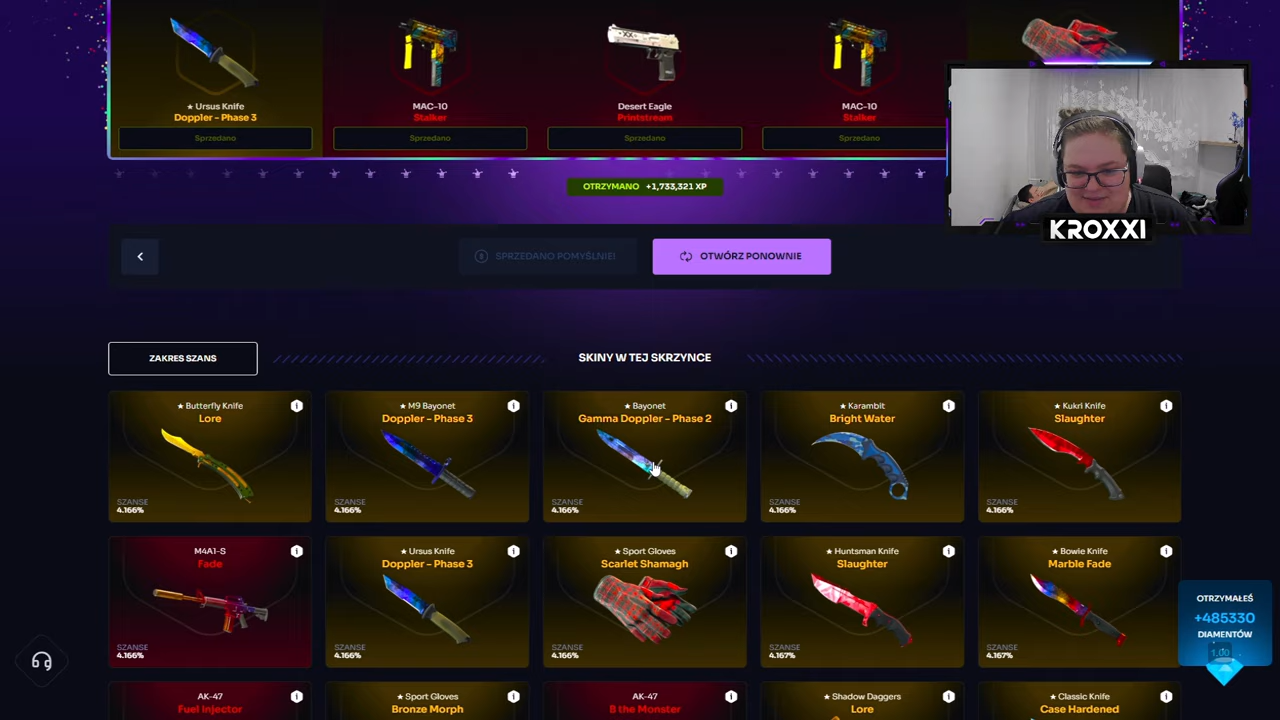 ★ Ursus Knife
Doppler - Phase 3
Sprzedano
MAC-10
Stalker
Sprzedano
Desert Eagle
Printstream
Sprzedano
MAC-10
Stalker
Sprzedano
KROXXI
OTRZYMANO +1,733,321 XP
SPRZEDANO POMYŚLNIE!
OTWÓRZ PONOWNIE
ZAKRES SZANS
SKINY W TEJ SKRZYNCE
★ Butterfly Knife
Lore
SZANSE
4.166%
★ M9 Bayonet
Doppler - Phase 3
SZANSE
4.166%
★ Bayonet
Gamma Doppler - Phase 2
SZANSE
4.166%
★ Karambit
Bright Water
SZANSE
4.166%
★ Kukri Knife
Slaughter
SZANSE
4.166%
M4A1-S
Fade
SZANSE
4.166%
★ Ursus Knife
Doppler - Phase 3
SZANSE
4.166%
★ Sport Gloves
Scarlet Shamagh
SZANSE
4.166%
★ Huntsman Knife
Slaughter
SZANSE
4.167%
★ Bowie Knife
Marble Fade
SZANSE
4.167%
OTRZYMAŁEŚ
+485330
DIAMENTÓW
1.00
AK-47
Fuel Injector
★ Sport Gloves
Bronze Morph
AK-47
B the Monster
★ Shadow Daggers
Lore
★ Classic Knife
Case Hardened